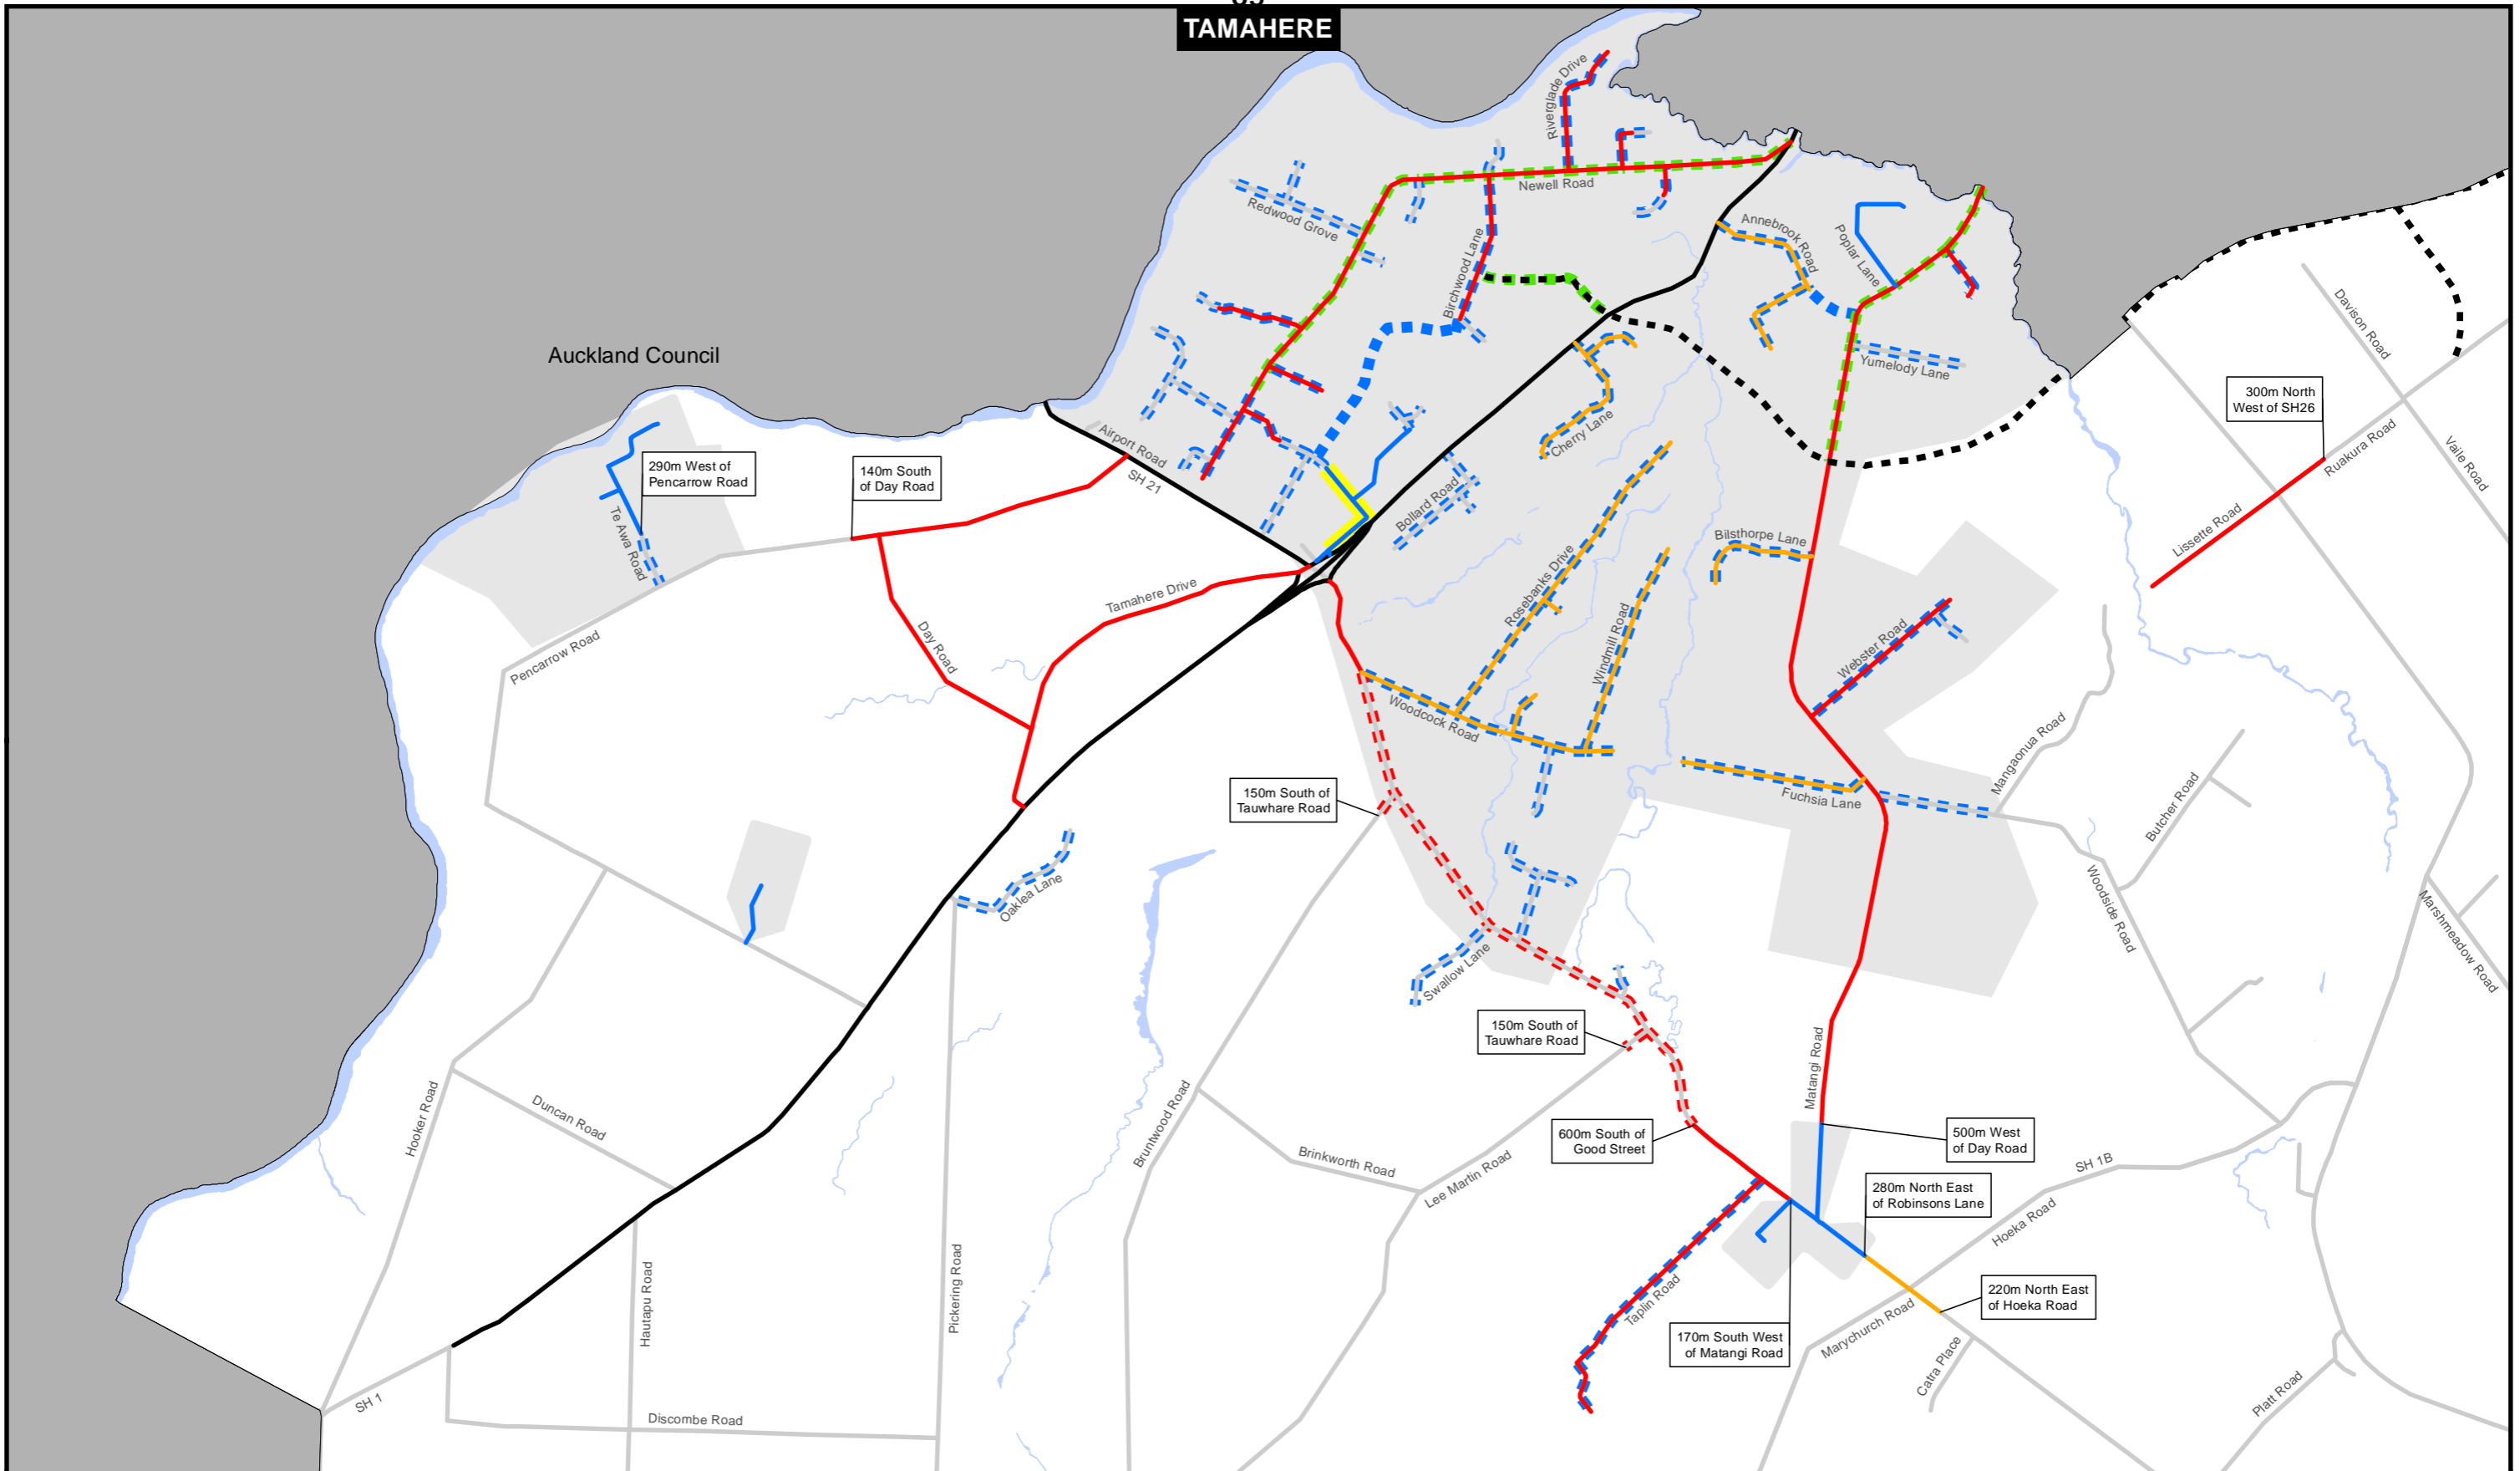 TAMAHERE
Riverglade Drive
Newell Road
Redwood Grove
Birchwood Lane
Annebrook Road
Poplar Lane
Yumelody Lane
Davison Road
Auckland Council
300m North
West of SH26
Ruakura Road
Vaile Road
Lissette Road
Airport Road
SH 21
Cherry Lane
Bollard Road
290m West of
Pencarrow Road
140m South
of Day Road
Te Awa Road
Pencarrow Road
Day Road
Tamahere Drive
Rosebanks Drive
Windmill Road
Bilsthorpe Lane
Webster Road
Woodcock Road
Fuchsia Lane
Mangaonua Road
Butcher Road
150m South of
Tauwhare Road
Oaklea Lane
Swallow Lane
Woodside Road
Marshmeadow Road
150m South of
Tauwhare Road
Matangi Road
Hooker Road
Duncan Road
Bruntwood Road
Brinkworth Road
Lee Martin Road
600m South of
Good Street
500m West
of Day Road
SH 1B
280m North East
of Robinsons Lane
Hoeka Road
Hautapu Road
Pickering Road
Taplin Road
220m North East
of Hoeka Road
170m South West
of Matangi Road
Marychurch Road
Catra Place
Platt Road
SH 1
Discombe Road